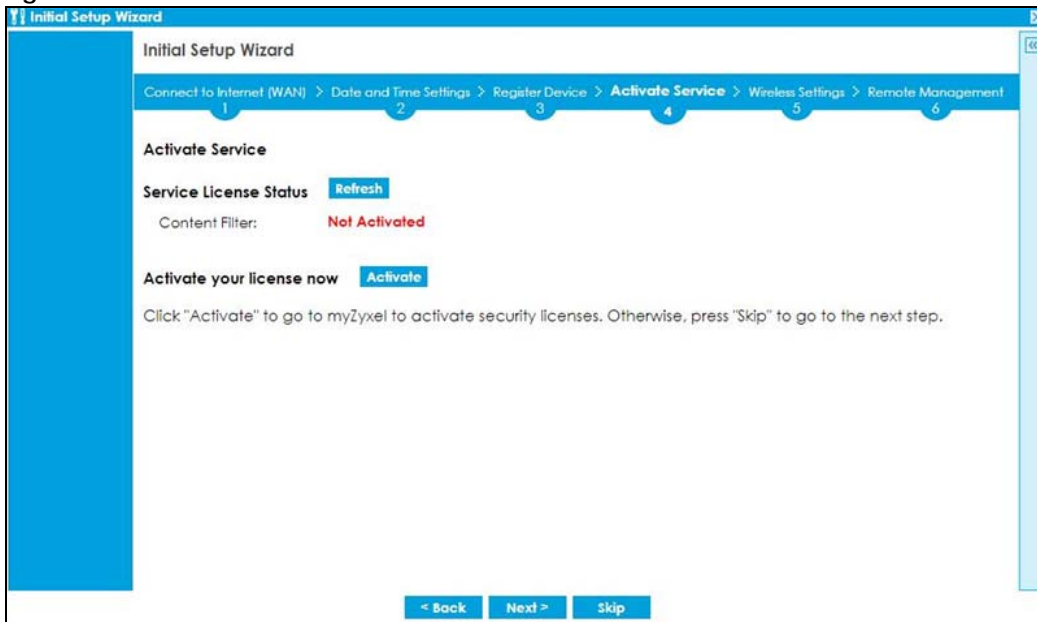 Initial Setup Wizard
Initial Setup Wizard
Connect to Internet (WAN) > Date and Time Settings > Register Device > Activate Service > Wireless Settings > Remote Management
1 2 3 4 5 6
Activate Service
Service License Status Refresh
Content Filter: Not Activated
Activate your license now Activate
Click "Activate" to go to myZyxel to activate security licenses. Otherwise, press "Skip" to go to the next step.
< Back Next > Skip